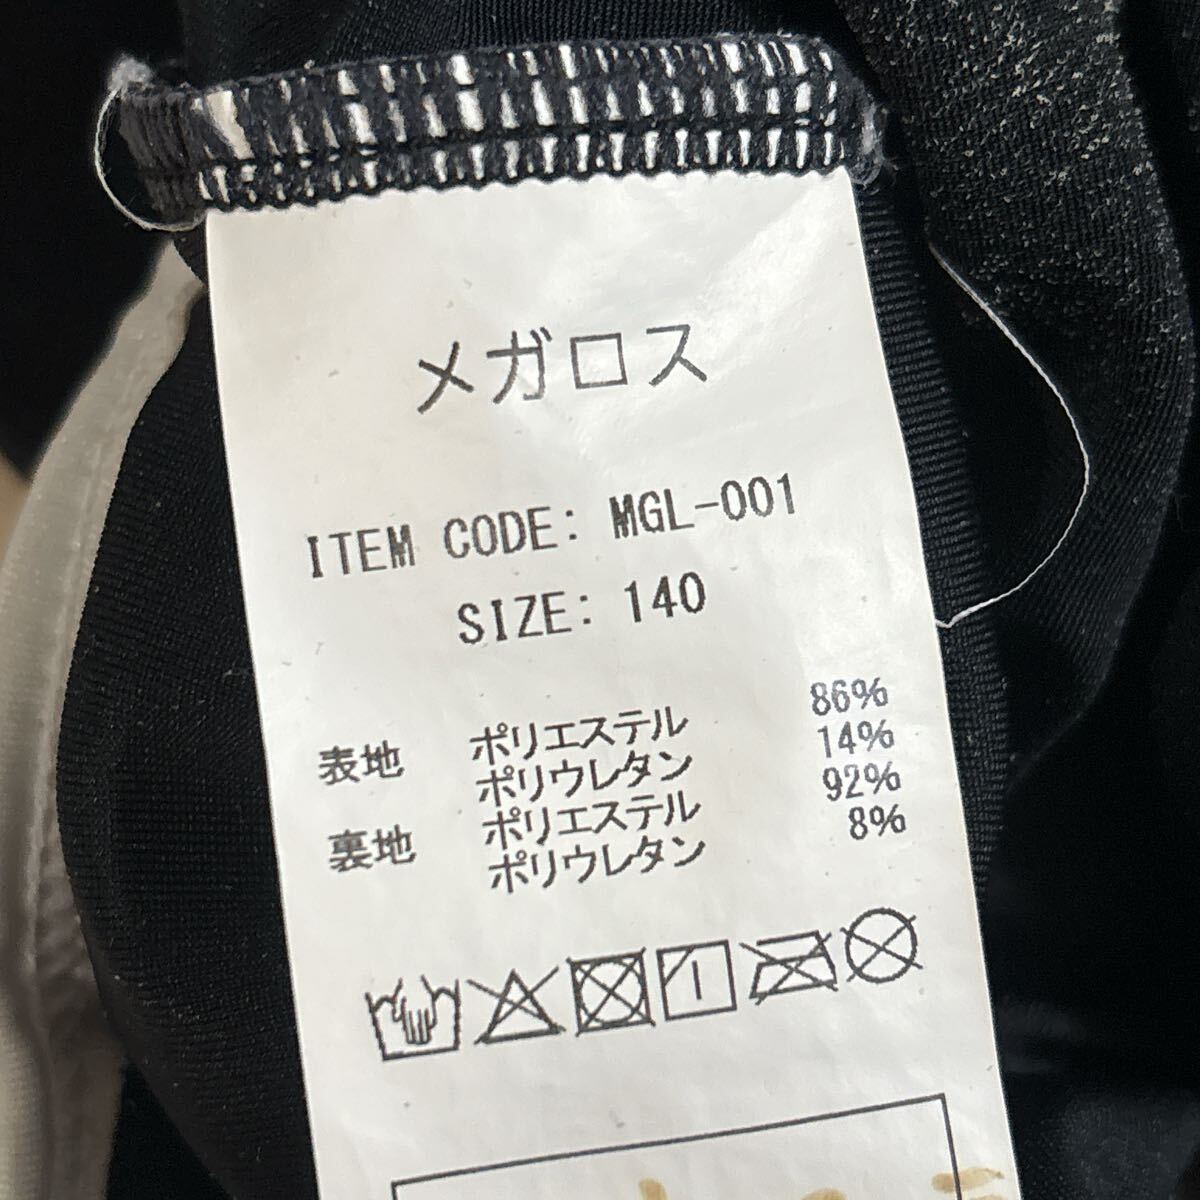 メガロス
ITEM CODE: MGL-001
SIZE: 140
表地 ポリエステル 86%
ポリウレタン 14%
裏地 ポリエステル 92%
ポリウレタン 8%